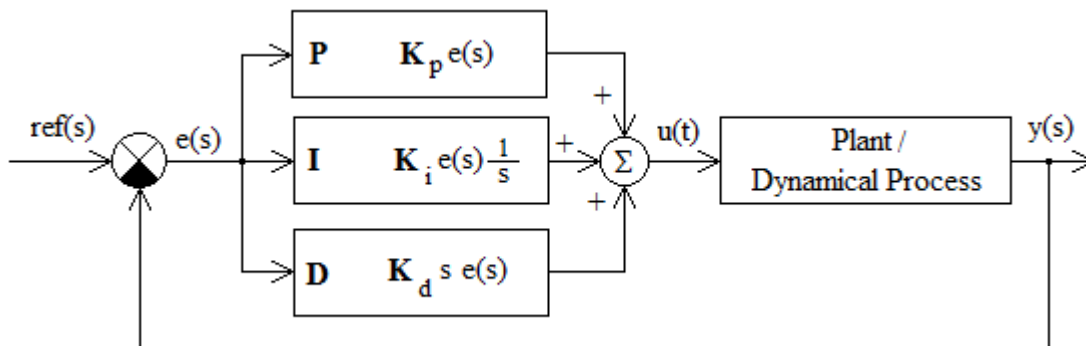 ref(s)
e(s)
P K_p e(s)
I K_i e(s) 1/s
D K_d s e(s)
+
+
+
Σ
u(t)
Plant /
Dynamical Process
y(s)